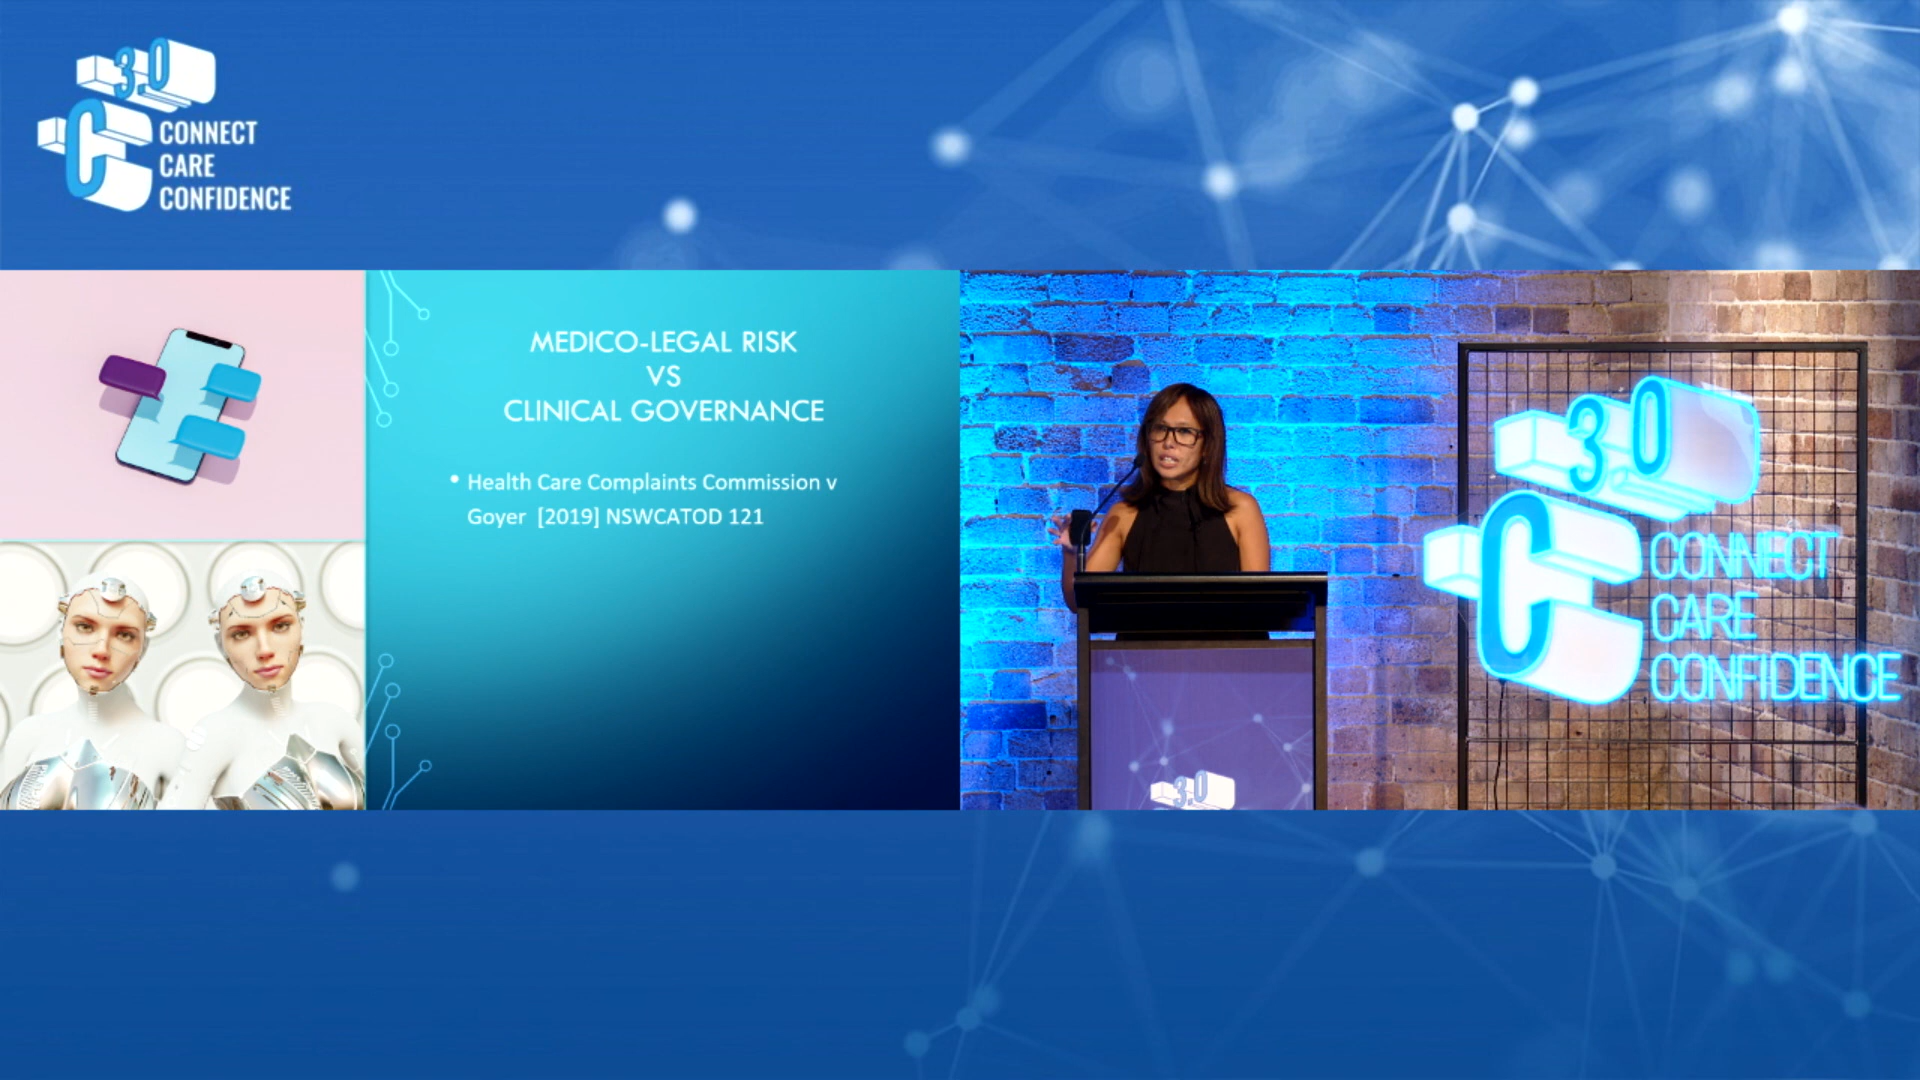 3.0
C
CONNECT
CARE
CONFIDENCE
MEDICO-LEGAL RISK
VS
CLINICAL GOVERNANCE
• Health Care Complaints Commission v
Goyer [2019] NSWCATOD 121
3.0
C
CONNECT
CARE
CONFIDENCE
3.0